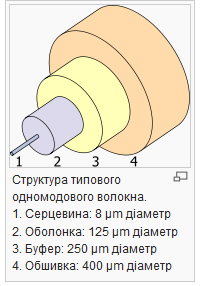 1 2 3 4
Структура типового
одномодового волокна.
1. Серцевина: 8 µm діаметр
2. Оболонка: 125 µm діаметр
3. Буфер: 250 µm діаметр
4. Обшивка: 400 µm діаметр